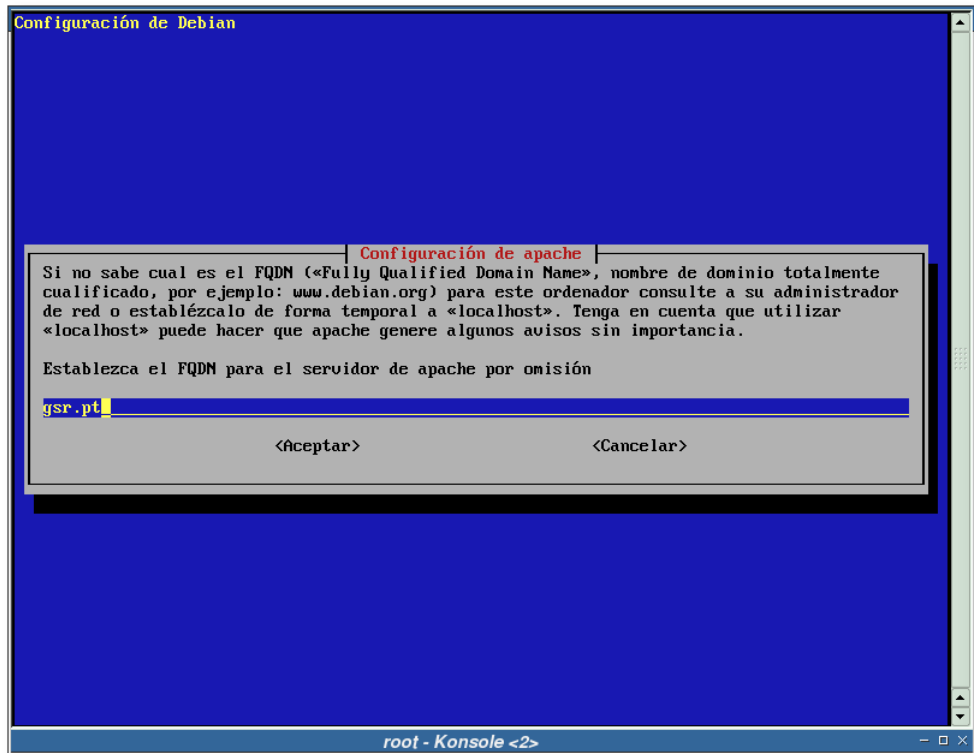 Configuración de Debian
Configuración de apache
Si no sabe cual es el FQDN («Fully Qualified Domain Name», nombre de dominio totalmente
cualificado, por ejemplo: www.debian.org) para este ordenador consulte a su administrador
de red o establézcalo de forma temporal a «localhost». Tenga en cuenta que utilizar
«localhost» puede hacer que apache genere algunos avisos sin importancia.
Establezca el FQDN para el servidor de apache por omisión
gsr.pt
<Aceptar> <Cancelar>
root - Konsole <2>